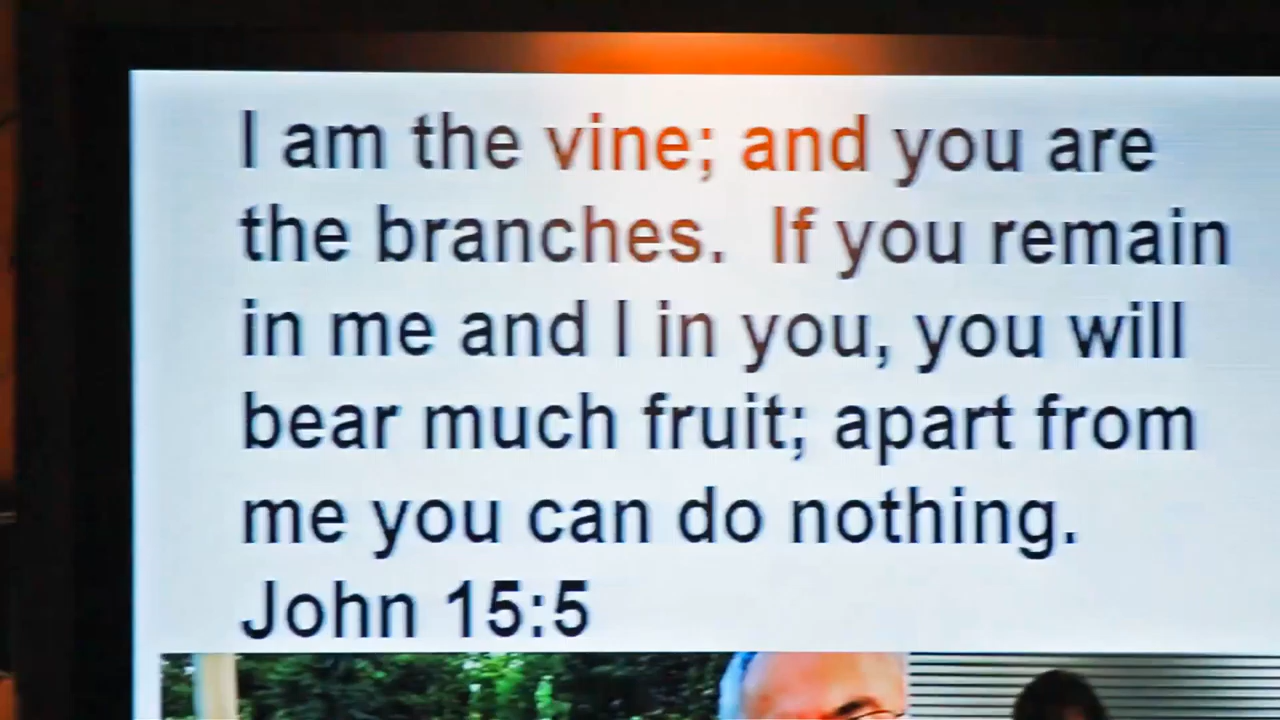 I am the vine; and you are
the branches.  If you remain
in me and I in you, you will
bear much fruit; apart from
me you can do nothing.
John 15:5